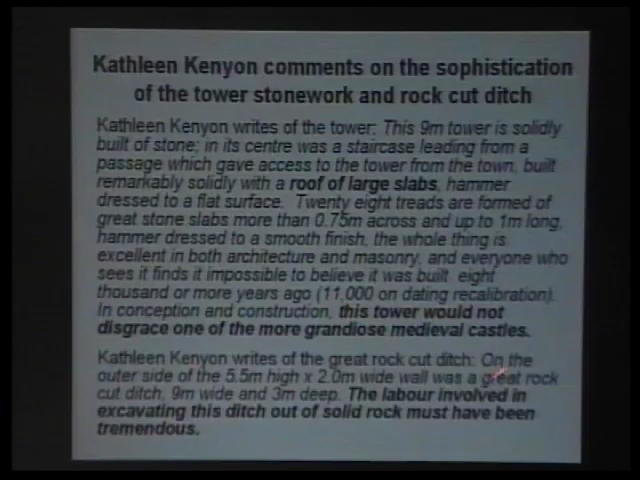 Kathleen Kenyon comments on the sophistication
of the tower stonework and rock cut ditch
Kathleen Kenyon writes of the tower: This 9m tower is solidly
built of stone; in its centre was a staircase leading from a
passage which gave access to the tower from the town, built
remarkably solidly with a roof of large slabs, hammer
dressed to a flat surface. Twenty eight treads are formed of
great stone slabs more than 0.75m across and up to 1m long,
hammer dressed to a smooth finish, the whole thing is
excellent in both architecture and masonry, and everyone who
sees it finds it impossible to believe it was built eight
thousand or more years ago (11,000 on dating recalibration).
In conception and construction, this tower would not
disgrace one of the more grandiose medieval castles.
Kathleen Kenyon writes of the great rock cut ditch: On the
outer side of the 5.5m high x 2.0m wide wall was a great rock
cut ditch, 9m wide and 3m deep. The labour involved in
excavating this ditch out of solid rock must have been
tremendous.